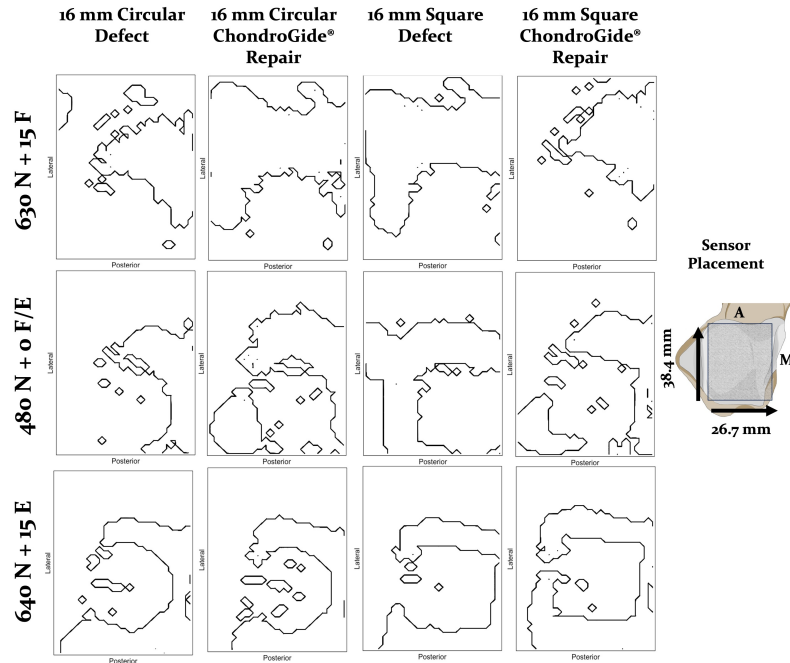 16 mm Circular
Defect
16 mm Circular
ChondroGide®
Repair
16 mm Square
Defect
16 mm Square
ChondroGide®
Repair
630 N + 15 F
Lateral
Posterior
Lateral
Posterior
Lateral
Posterior
Lateral
Posterior
480 N + 0 F/E
Lateral
Posterior
Lateral
Posterior
Lateral
Posterior
Lateral
Posterior
640 N + 15 E
Lateral
Posterior
Lateral
Posterior
Lateral
Posterior
Lateral
Posterior
Sensor
Placement
A
M
38.4 mm
26.7 mm